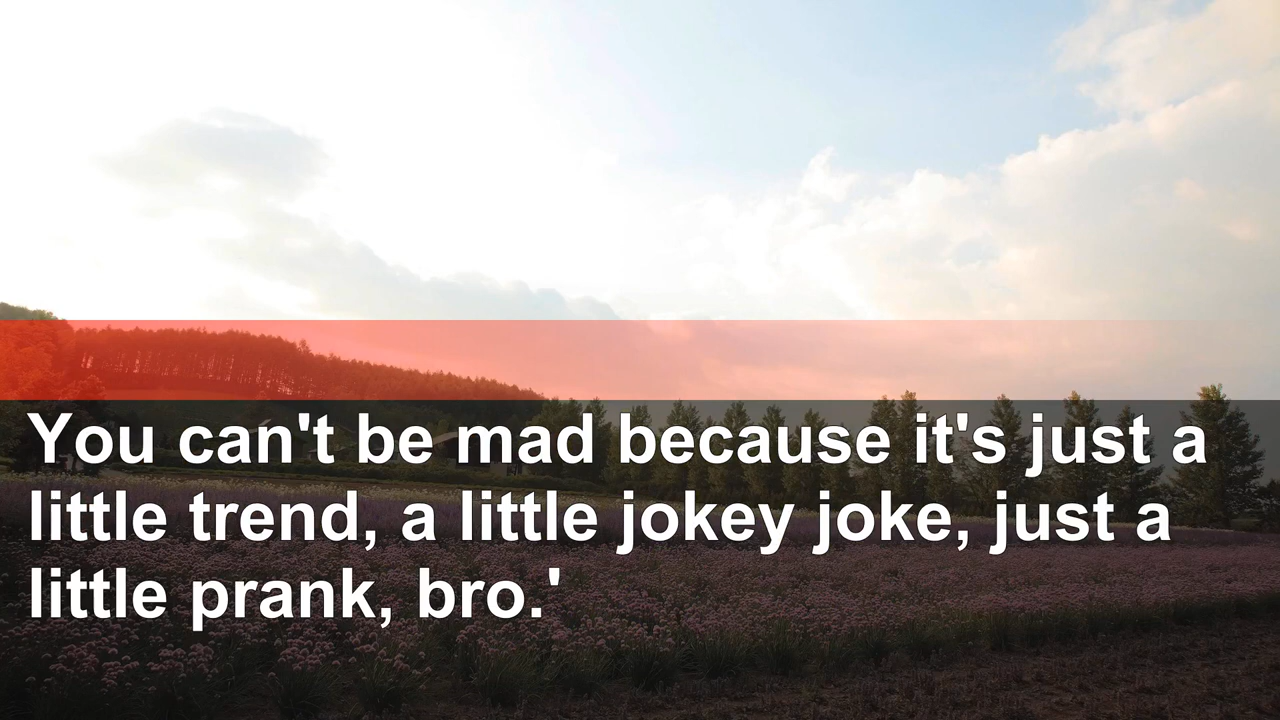 You can't be mad because it's just a
little trend, a little jokey joke, just a
little prank, bro.'